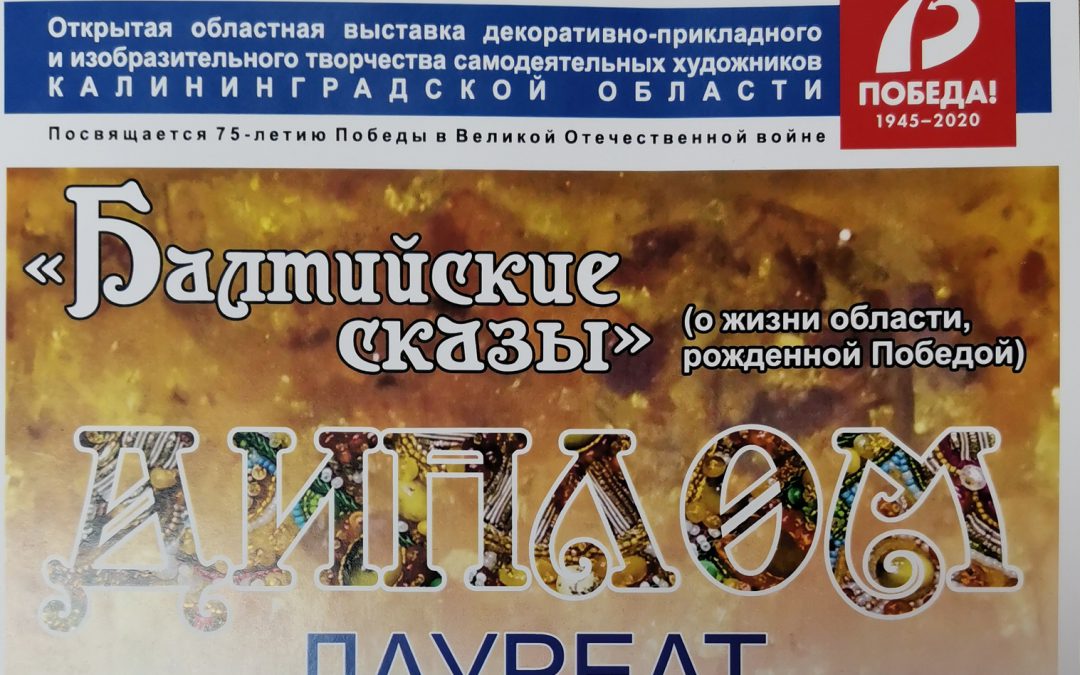 Открытая областная выставка декоративно-прикладного
и изобразительного творчества самодеятельных художников
КАЛИНИНГРАДСКОЙ ОБЛАСТИ
ПОБЕДА!
1945–2020
Посвящается 75-летию Победы в Великой Отечественной войне
«Балтийские
сказы»
(о жизни области,
рожденной Победой)
ДИПЛОМ
ЛАУРЕАТ